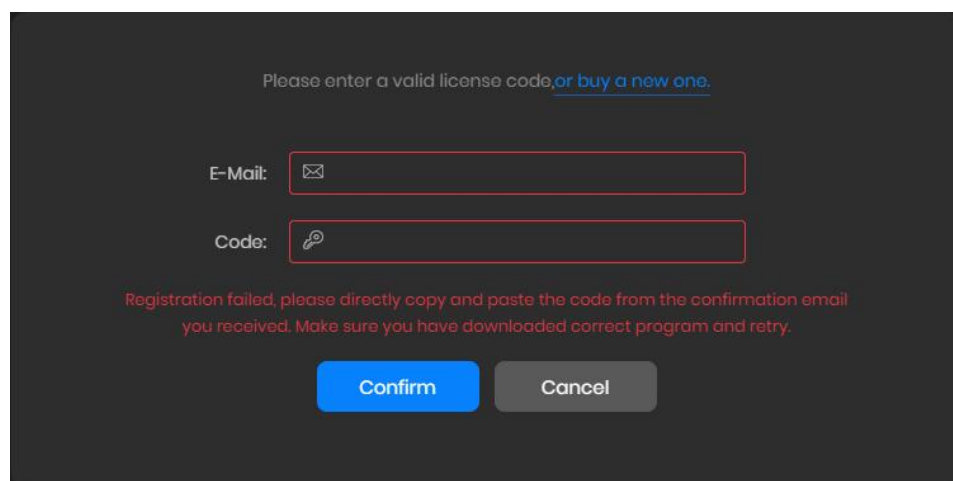 Please enter a valid license code,or buy a new one.
E-Mail:
Code:
Registration failed, please directly copy and paste the code from the confirmation email
you received. Make sure you have downloaded correct program and retry.
Confirm Cancel